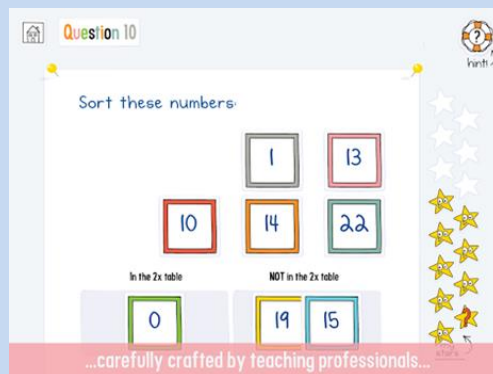 Question 10
hint!
Sort these numbers:
1 13
10 14 22
In the 2x table NOT in the 2x table
0 19 15
...carefully crafted by teaching professionals...